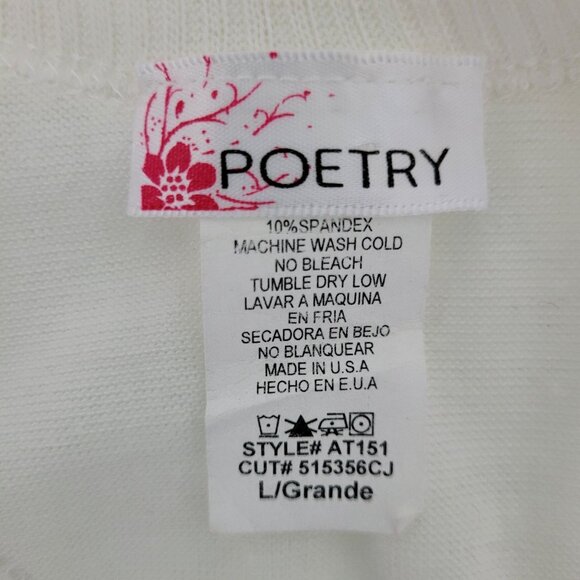 POETRY
10%SPANDEX
MACHINE WASH COLD
NO BLEACH
TUMBLE DRY LOW
LAVAR A MAQUINA
EN FRIA
SECADORA EN BEJO
NO BLANQUEAR
MADE IN U.S.A
HECHO EN E.U.A
STYLE# AT151
CUT# 515356CJ
L/Grande